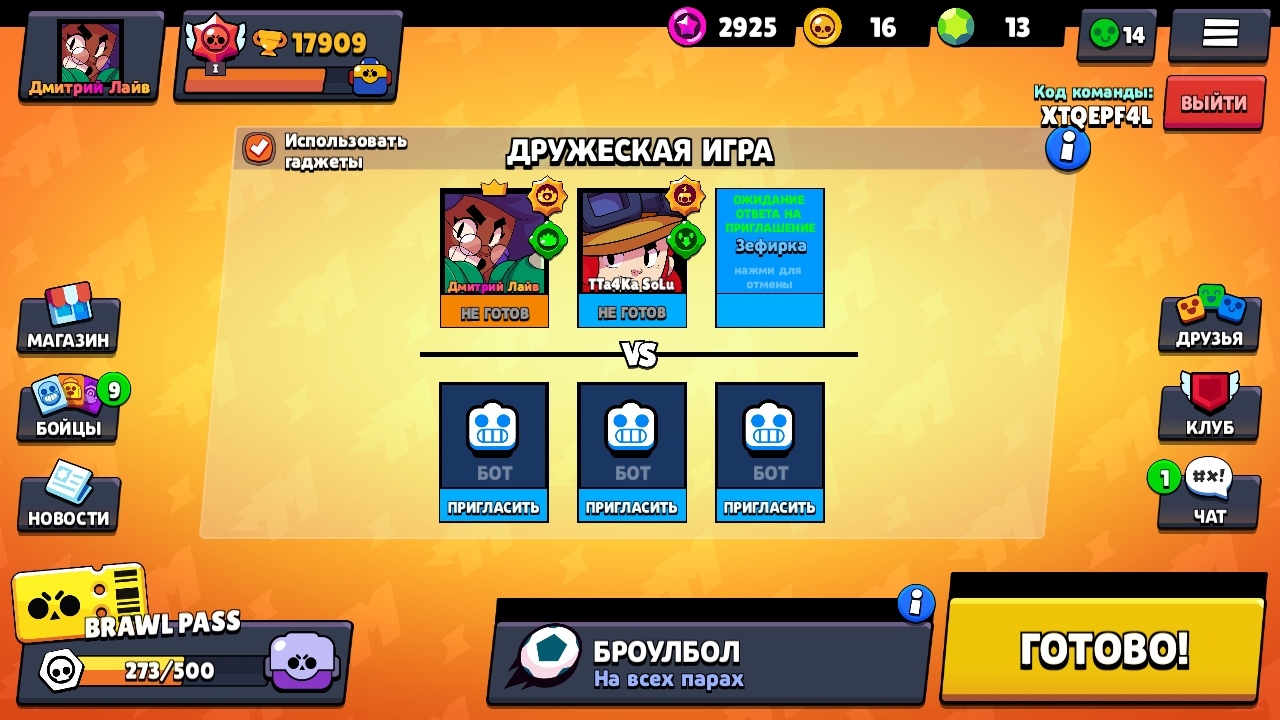 Дмитрий Лайв
I
17909
2925
16
13
14
Код команды:
XTQEPF4L
ВЫЙТИ
Использовать
гаджеты
ДРУЖЕСКАЯ ИГРА
Дмитрий Лайв
НЕ ГОТОВ
TTa4Ka SoLu
НЕ ГОТОВ
ОЖИДАНИЕ
ОТВЕТА НА
ПРИГЛАШЕНИЕ
Зефирка
нажми для
отмены
VS
БОТ
ПРИГЛАСИТЬ
БОТ
ПРИГЛАСИТЬ
БОТ
ПРИГЛАСИТЬ
МАГАЗИН
9
БОЙЦЫ
НОВОСТИ
ДРУЗЬЯ
КЛУБ
1
#x!
ЧАТ
BRAWL PASS
273/500
БРОУЛБОЛ
На всех парах
ГОТОВО!